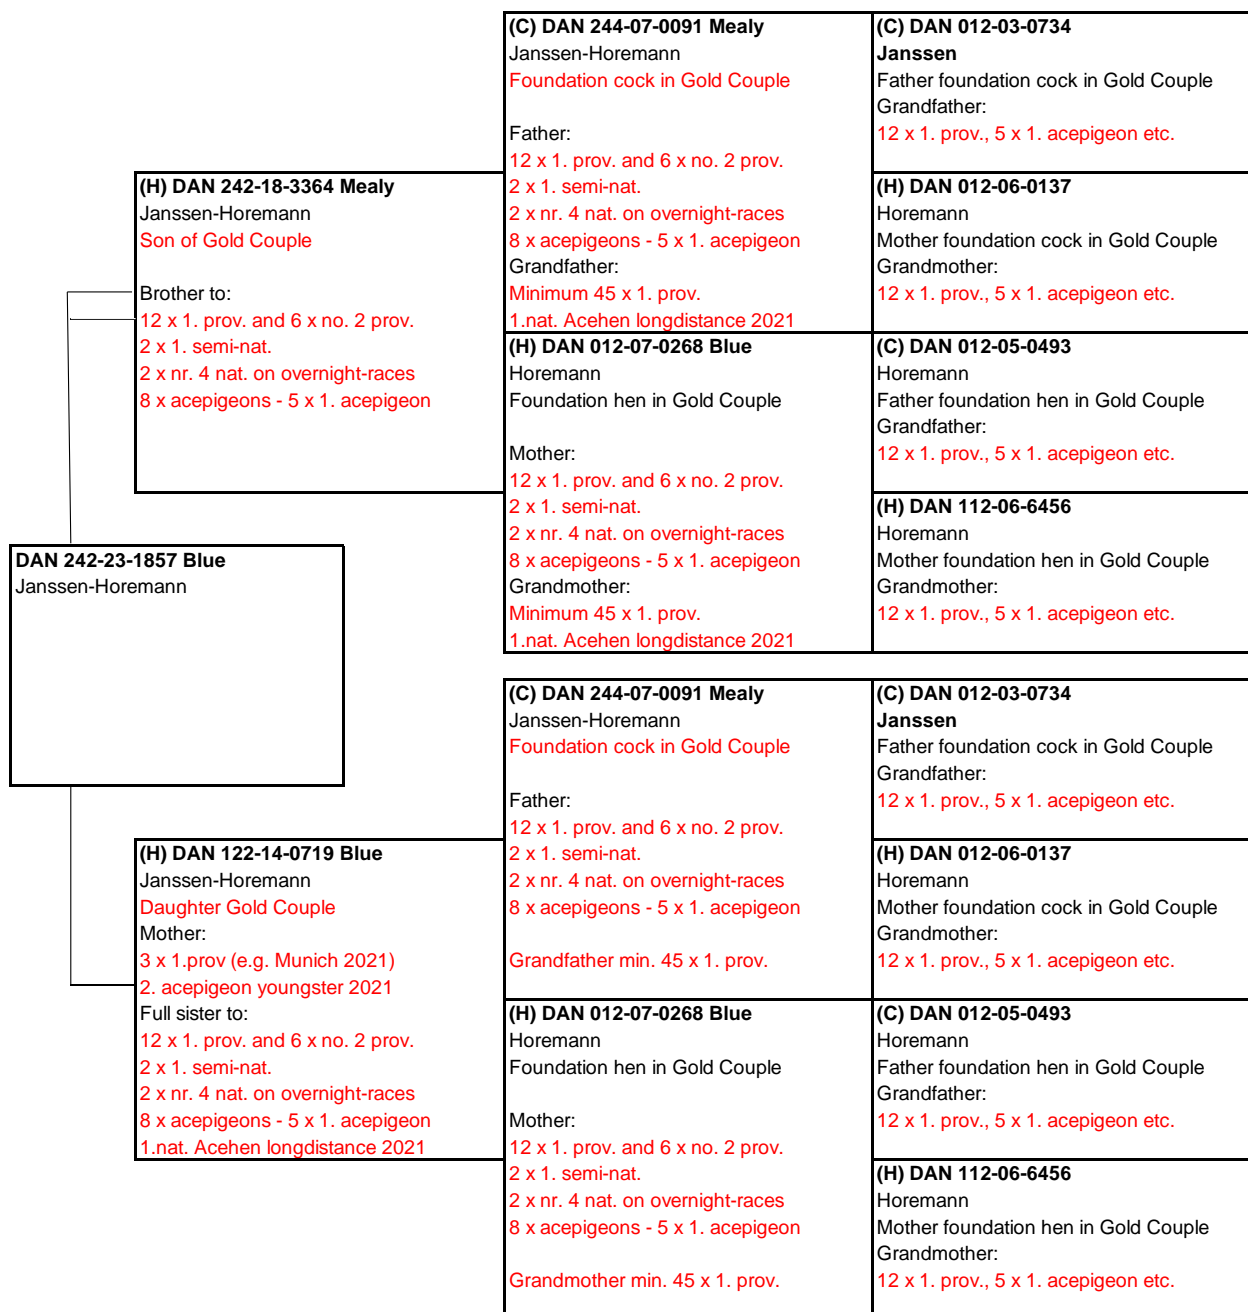 (C) DAN 244-07-0091 Mealy
Janssen-Horemann
Foundation cock in Gold Couple
Father:
12 x 1. prov. and 6 x no. 2 prov.
2 x 1. semi-nat.
2 x nr. 4 nat. on overnight-races
8 x acepigeons - 5 x 1. acepigeon
Grandfather:
Minimum 45 x 1. prov.
1.nat. Acehen longdistance 2021
(C) DAN 012-03-0734
Janssen
Father foundation cock in Gold Couple
Grandfather:
12 x 1. prov., 5 x 1. acepigeon etc.
(H) DAN 012-06-0137
Horemann
Mother foundation cock in Gold Couple
Grandmother:
12 x 1. prov., 5 x 1. acepigeon etc.
(H) DAN 242-18-3364 Mealy
Janssen-Horemann
Son of Gold Couple
Brother to:
12 x 1. prov. and 6 x no. 2 prov.
2 x 1. semi-nat.
2 x nr. 4 nat. on overnight-races
8 x acepigeons - 5 x 1. acepigeon
(H) DAN 012-07-0268 Blue
Horemann
Foundation hen in Gold Couple
Mother:
12 x 1. prov. and 6 x no. 2 prov.
2 x 1. semi-nat.
2 x nr. 4 nat. on overnight-races
8 x acepigeons - 5 x 1. acepigeon
Grandmother:
Minimum 45 x 1. prov.
1.nat. Acehen longdistance 2021
(C) DAN 012-05-0493
Horemann
Father foundation hen in Gold Couple
Grandfather:
12 x 1. prov., 5 x 1. acepigeon etc.
(H) DAN 112-06-6456
Horemann
Mother foundation hen in Gold Couple
Grandmother:
12 x 1. prov., 5 x 1. acepigeon etc.
DAN 242-23-1857 Blue
Janssen-Horemann
(C) DAN 244-07-0091 Mealy
Janssen-Horemann
Foundation cock in Gold Couple
Father:
12 x 1. prov. and 6 x no. 2 prov.
2 x 1. semi-nat.
2 x nr. 4 nat. on overnight-races
8 x acepigeons - 5 x 1. acepigeon
Grandfather min. 45 x 1. prov.
(C) DAN 012-03-0734
Janssen
Father foundation cock in Gold Couple
Grandfather:
12 x 1. prov., 5 x 1. acepigeon etc.
(H) DAN 012-06-0137
Horemann
Mother foundation cock in Gold Couple
Grandmother:
12 x 1. prov., 5 x 1. acepigeon etc.
(H) DAN 122-14-0719 Blue
Janssen-Horemann
Daughter Gold Couple
Mother:
3 x 1.prov (e.g. Munich 2021)
2. acepigeon youngster 2021
Full sister to:
12 x 1. prov. and 6 x no. 2 prov.
2 x 1. semi-nat.
2 x nr. 4 nat. on overnight-races
8 x acepigeons - 5 x 1. acepigeon
1.nat. Acehen longdistance 2021
(H) DAN 012-07-0268 Blue
Horemann
Foundation hen in Gold Couple
Mother:
12 x 1. prov. and 6 x no. 2 prov.
2 x 1. semi-nat.
2 x nr. 4 nat. on overnight-races
8 x acepigeons - 5 x 1. acepigeon
Grandmother min. 45 x 1. prov.
(C) DAN 012-05-0493
Horemann
Father foundation hen in Gold Couple
Grandfather:
12 x 1. prov., 5 x 1. acepigeon etc.
(H) DAN 112-06-6456
Horemann
Mother foundation hen in Gold Couple
Grandmother:
12 x 1. prov., 5 x 1. acepigeon etc.